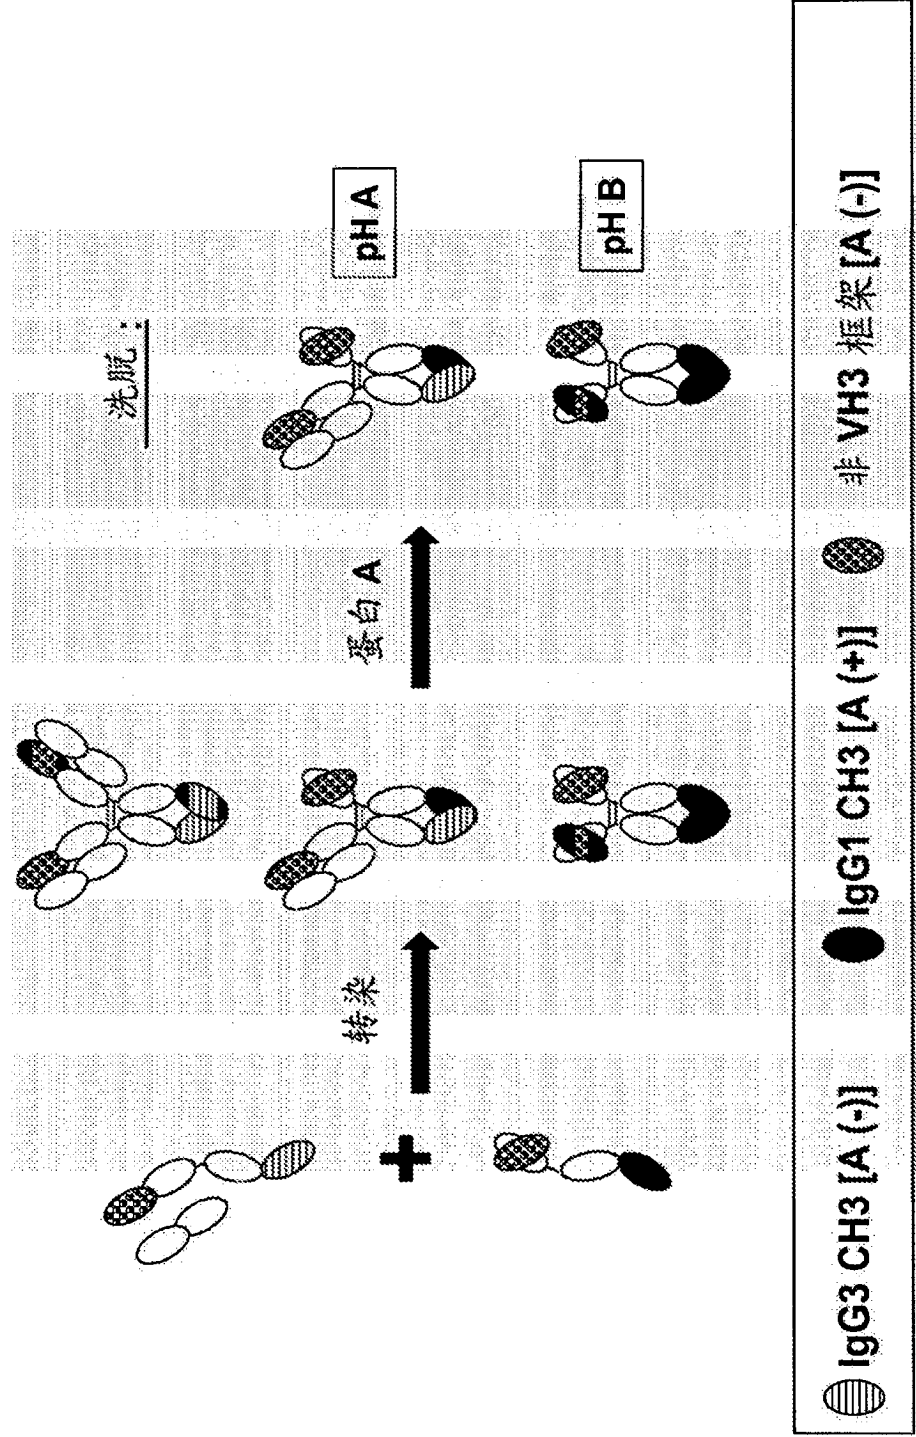 洗脱：
转染
蛋白 A
pH A
pH B
IgG3 CH3 [A (-)] IgG1 CH3 [A (+)] 非 VH3 框架 [A (-)]